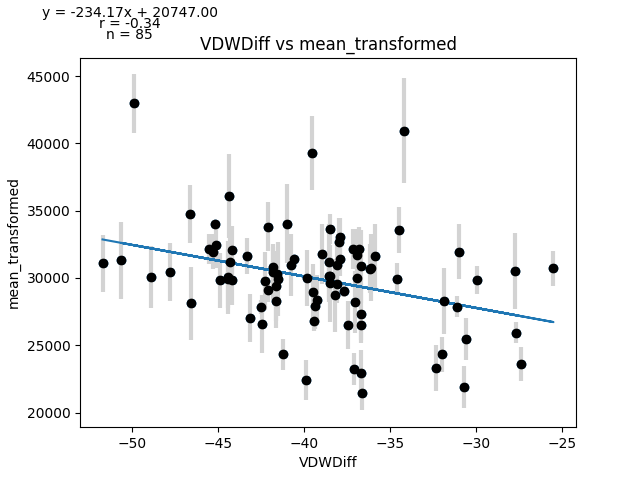 y = -234.17x + 20747.00
r = -0.34
n = 85
VDWDiff vs mean_transformed
45000
40000
35000
30000
25000
20000
mean_transformed
−50
−45
−40
−35
−30
−25
VDWDiff